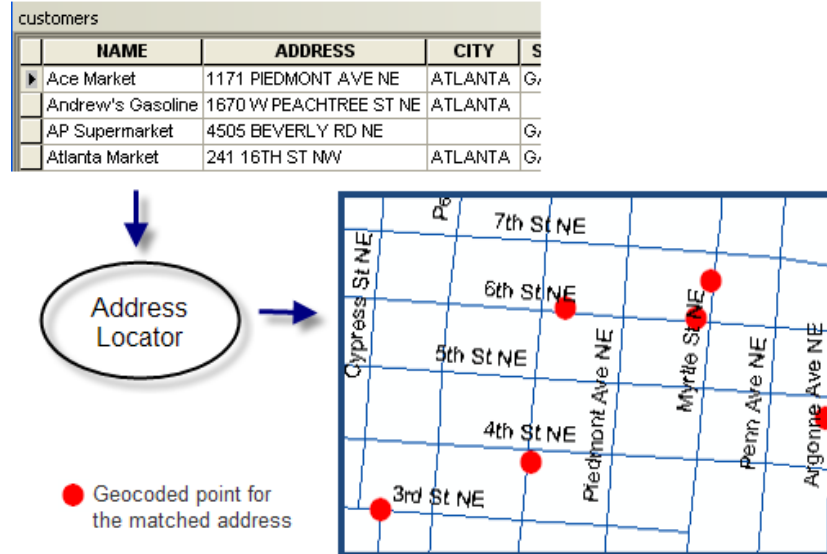 customers
NAME ADDRESS CITY S
Ace Market 1171 PIEDMONT AVE NE ATLANTA GA
Andrew's Gasoline 1670 W PEACHTREE ST NE ATLANTA
AP Supermarket 4505 BEVERLY RD NE GA
Atlanta Market 241 16TH ST NW ATLANTA GA
Address
Locator
Pe
7th St NE
Cypress St NE
6th St NE
Myrtle St NE
5th St NE
Piedmont Ave NE
Penn Ave NE
Argonne Ave NE
4th St NE
3rd St NE
Geocoded point for
the matched address